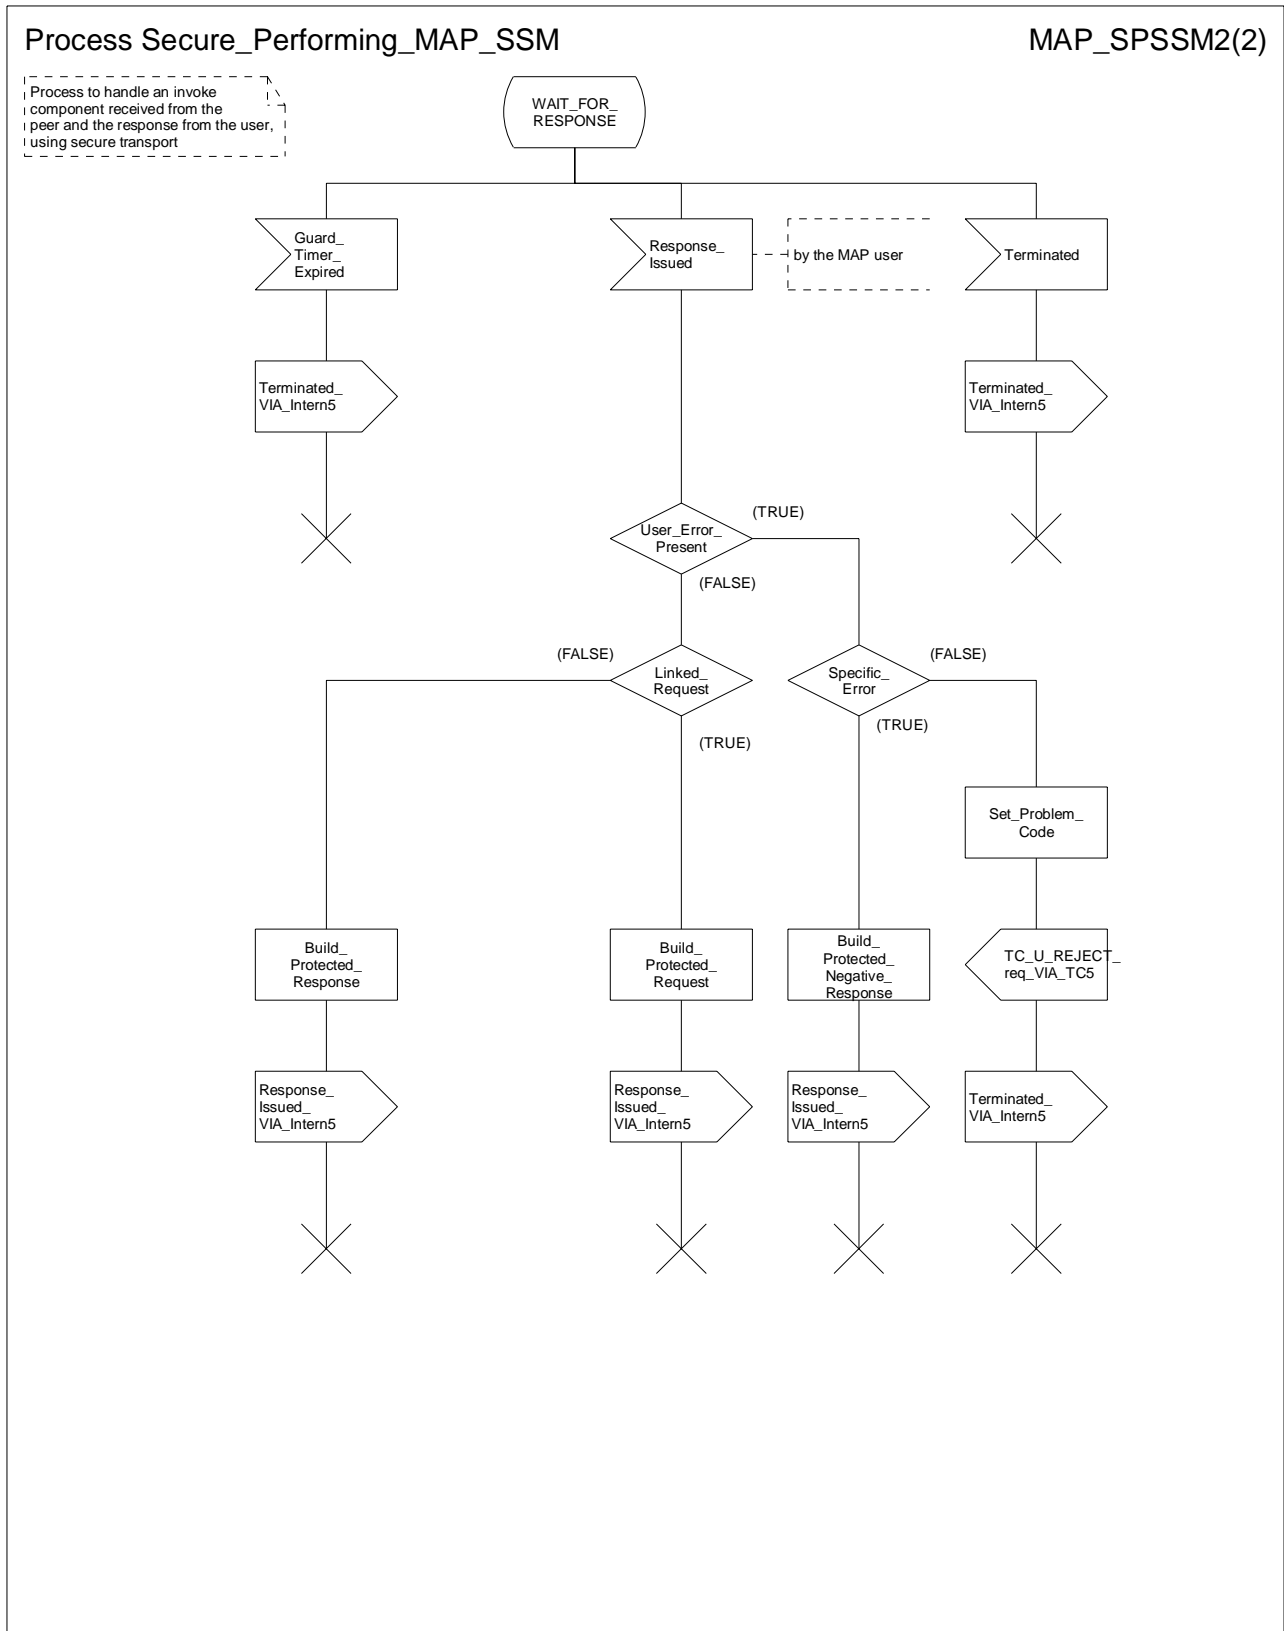 Process Secure_Performing_MAP_SSM
MAP_SPSSM2(2)
Process to handle an invoke
component received from the
peer and the response from the user,
using secure transport
WAIT_FOR_
RESPONSE
Guard_
Timer_
Expired
Response_
Issued
by the MAP user
Terminated
Terminated_
VIA_Intern5
Terminated_
VIA_Intern5
User_Error_
Present
(TRUE)
(FALSE)
(FALSE)
Linked_
Request
(TRUE)
Specific_
Error
(FALSE)
(TRUE)
Set_Problem_
Code
Build_
Protected_
Response
Build_
Protected_
Request
Build_
Protected_
Negative_
Response
TC_U_REJECT_
req_VIA_TC5
Response_
Issued_
VIA_Intern5
Response_
Issued_
VIA_Intern5
Response_
Issued_
VIA_Intern5
Terminated_
VIA_Intern5